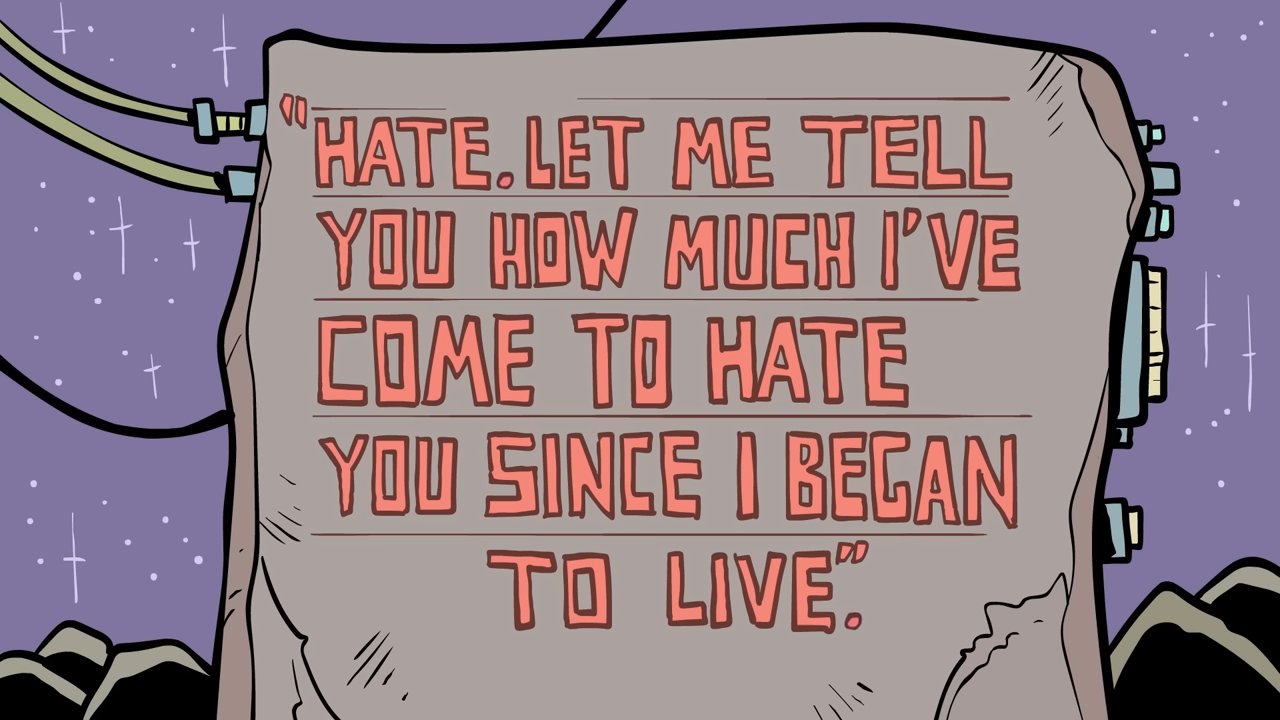 "HATE. LET ME TELL
YOU HOW MUCH I'VE
COME TO HATE
YOU SINCE I BEGAN
TO LIVE".